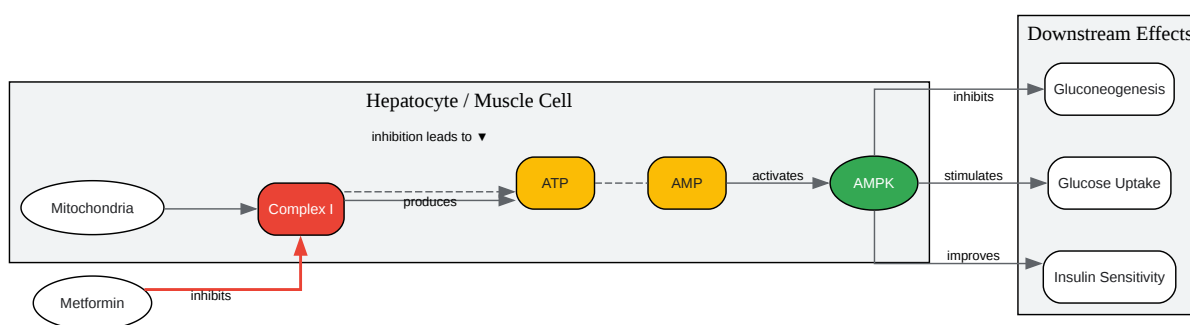 Downstream Effects
Hepatocyte / Muscle Cell
inhibition leads to ▼
Mitochondria
Complex I
produces
ATP
AMP
activates
AMPK
inhibits
Gluconeogenesis
stimulates
Glucose Uptake
improves
Insulin Sensitivity
Metformin
inhibits